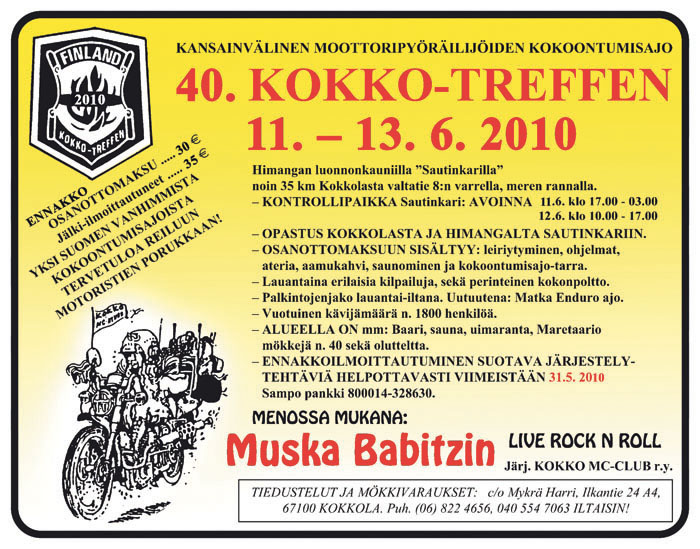 FINLAND
2010
KOKKO-TREFFEN
KANSAINVÄLINEN MOOTTORIPYÖRÄILIJÖIDEN KOKOONTUMISAJO
40. KOKKO-TREFFEN
11. – 13. 6. 2010
ENNAKKO
OSANOTTOMAKSU ..... 30 €
Jälki-ilmoittautuneet ..... 35 €
YKSI SUOMEN VANHIMMISTA
KOKOONTUMISAJOISTA
TERVETULOA REILUUN
MOTORISTIEN PORUKKAAN!
Himangan luonnonkauniilla ”Sautinkarilla”
noin 35 km Kokkolasta valtatie 8:n varrella, meren rannalla.
– KONTROLLIPAIKKA Sautinkari: AVOINNA 11.6. klo 17.00 - 03.00
12.6. klo 10.00 - 17.00
– OPASTUS KOKKOLASTA JA HIMANGALTA SAUTINKARIIN.
– OSANOTTOMAKSUUN SISÄLTYY: leiriytyminen, ohjelmat,
ateria, aamukahvi, saunominen ja kokoontumisajo-tarra.
– Lauantaina erilaisia kilpailuja, sekä perinteinen kokonpoltto.
– Palkintojenjako lauantai-iltana. Uutuutena: Matka Enduro ajo.
– Vuotuinen kävijämäärä n. 1800 henkilöä.
– ALUEELLA ON mm: Baari, sauna, uimaranta, Maretaario
mökkejä n. 40 sekä olutteltta.
– ENNAKKOILMOITTAUTUMINEN SUOTAVA JÄRJESTELY-
TEHTÄVIÄ HELPOTTAVASTI VIIMEISTÄÄN 31.5. 2010
Sampo pankki 800014-328630.
MENOSSA MUKANA:
Muska Babitzin LIVE ROCK N ROLL
Järj. KOKKO MC-CLUB r.y.
TIEDUSTELUT JA MÖKKIVARAUKSET: c/o Mykrä Harri, Ilkantie 24 A4,
67100 KOKKOLA. Puh. (06) 822 4656, 040 554 7063 ILTAISIN!